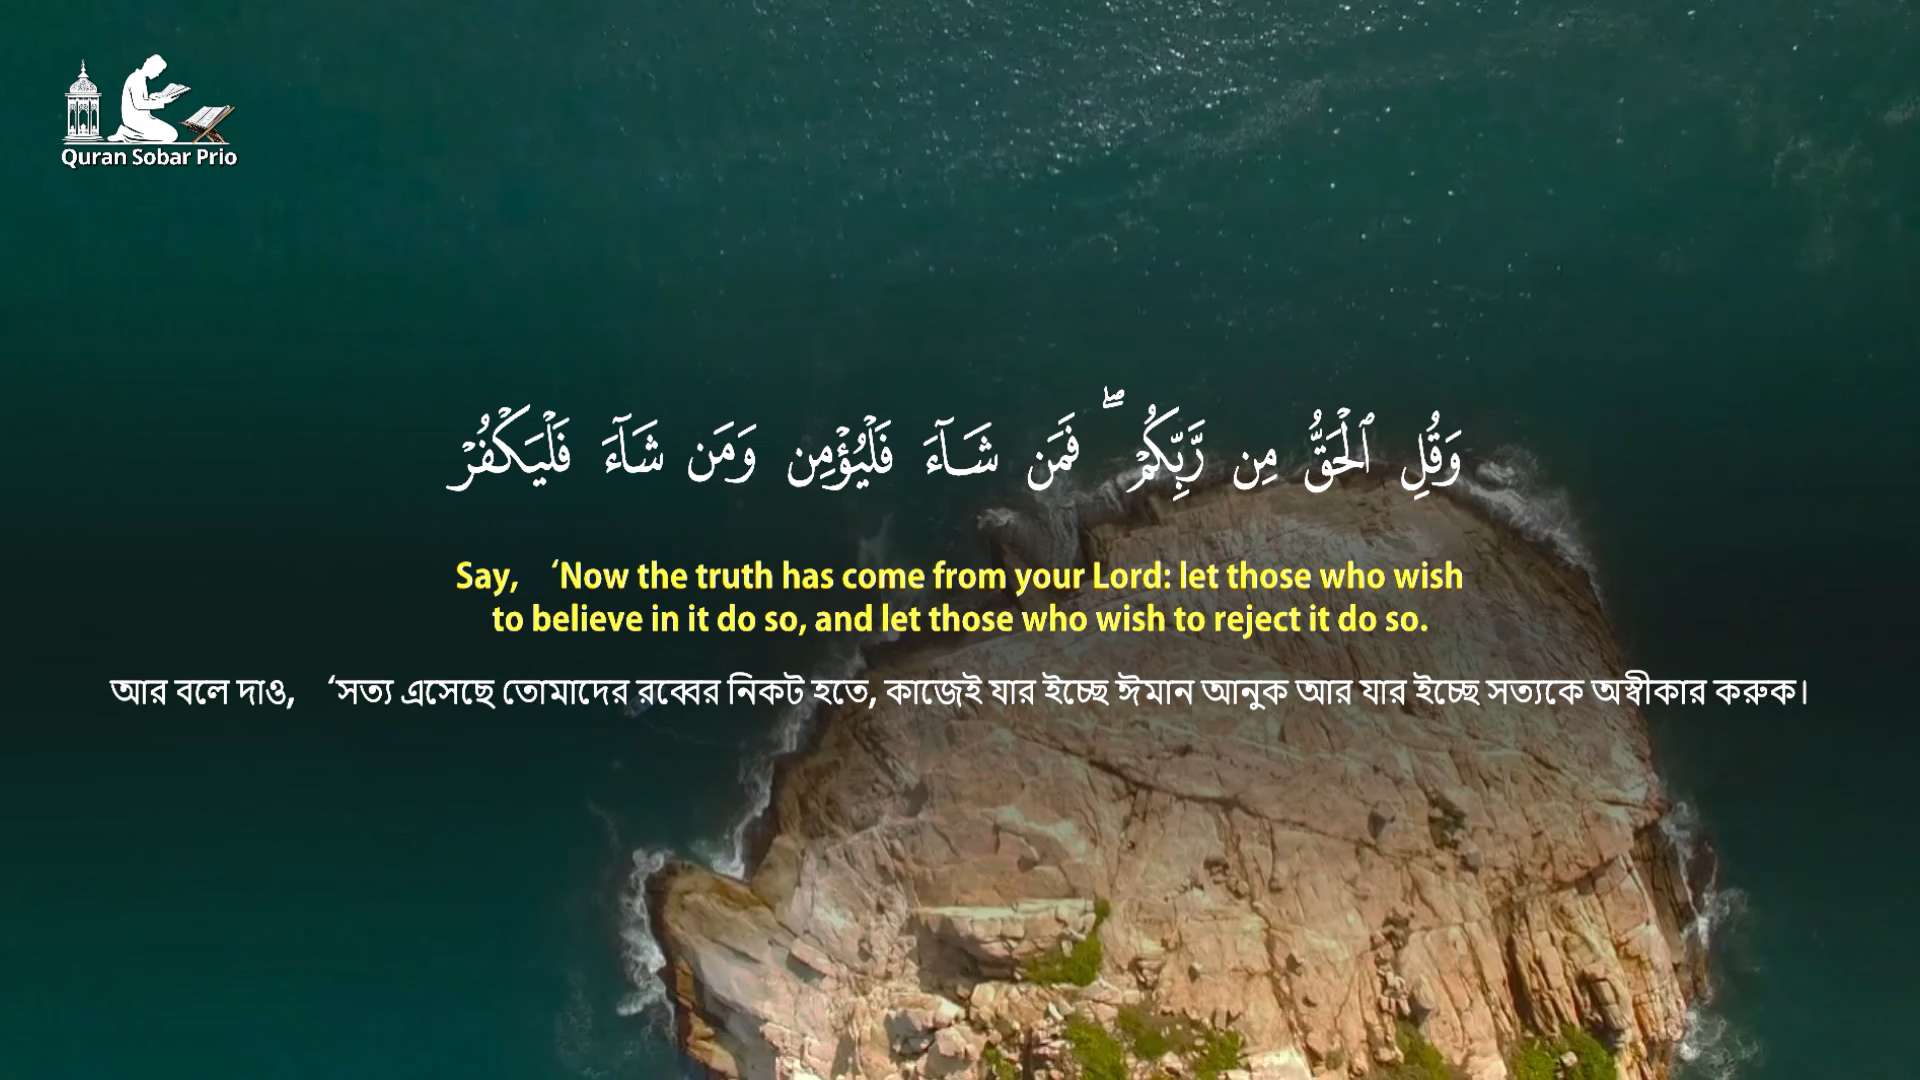 Quran Sobar Prio
وَقُلِ ٱلْحَقُّ مِن رَّبِّكُمْ ۖ فَمَن شَآءَ فَلْيُؤْمِن وَمَن شَآءَ فَلْيَكْفُرْ
Say, ‘Now the truth has come from your Lord: let those who wish
to believe in it do so, and let those who wish to reject it do so.
আর বলে দাও, ‘সত্য এসেছে তোমাদের রব্বের নিকট হতে, কাজেই যার ইচ্ছে ঈমান আনুক আর যার ইচ্ছে সত্যকে অস্বীকার করুক।